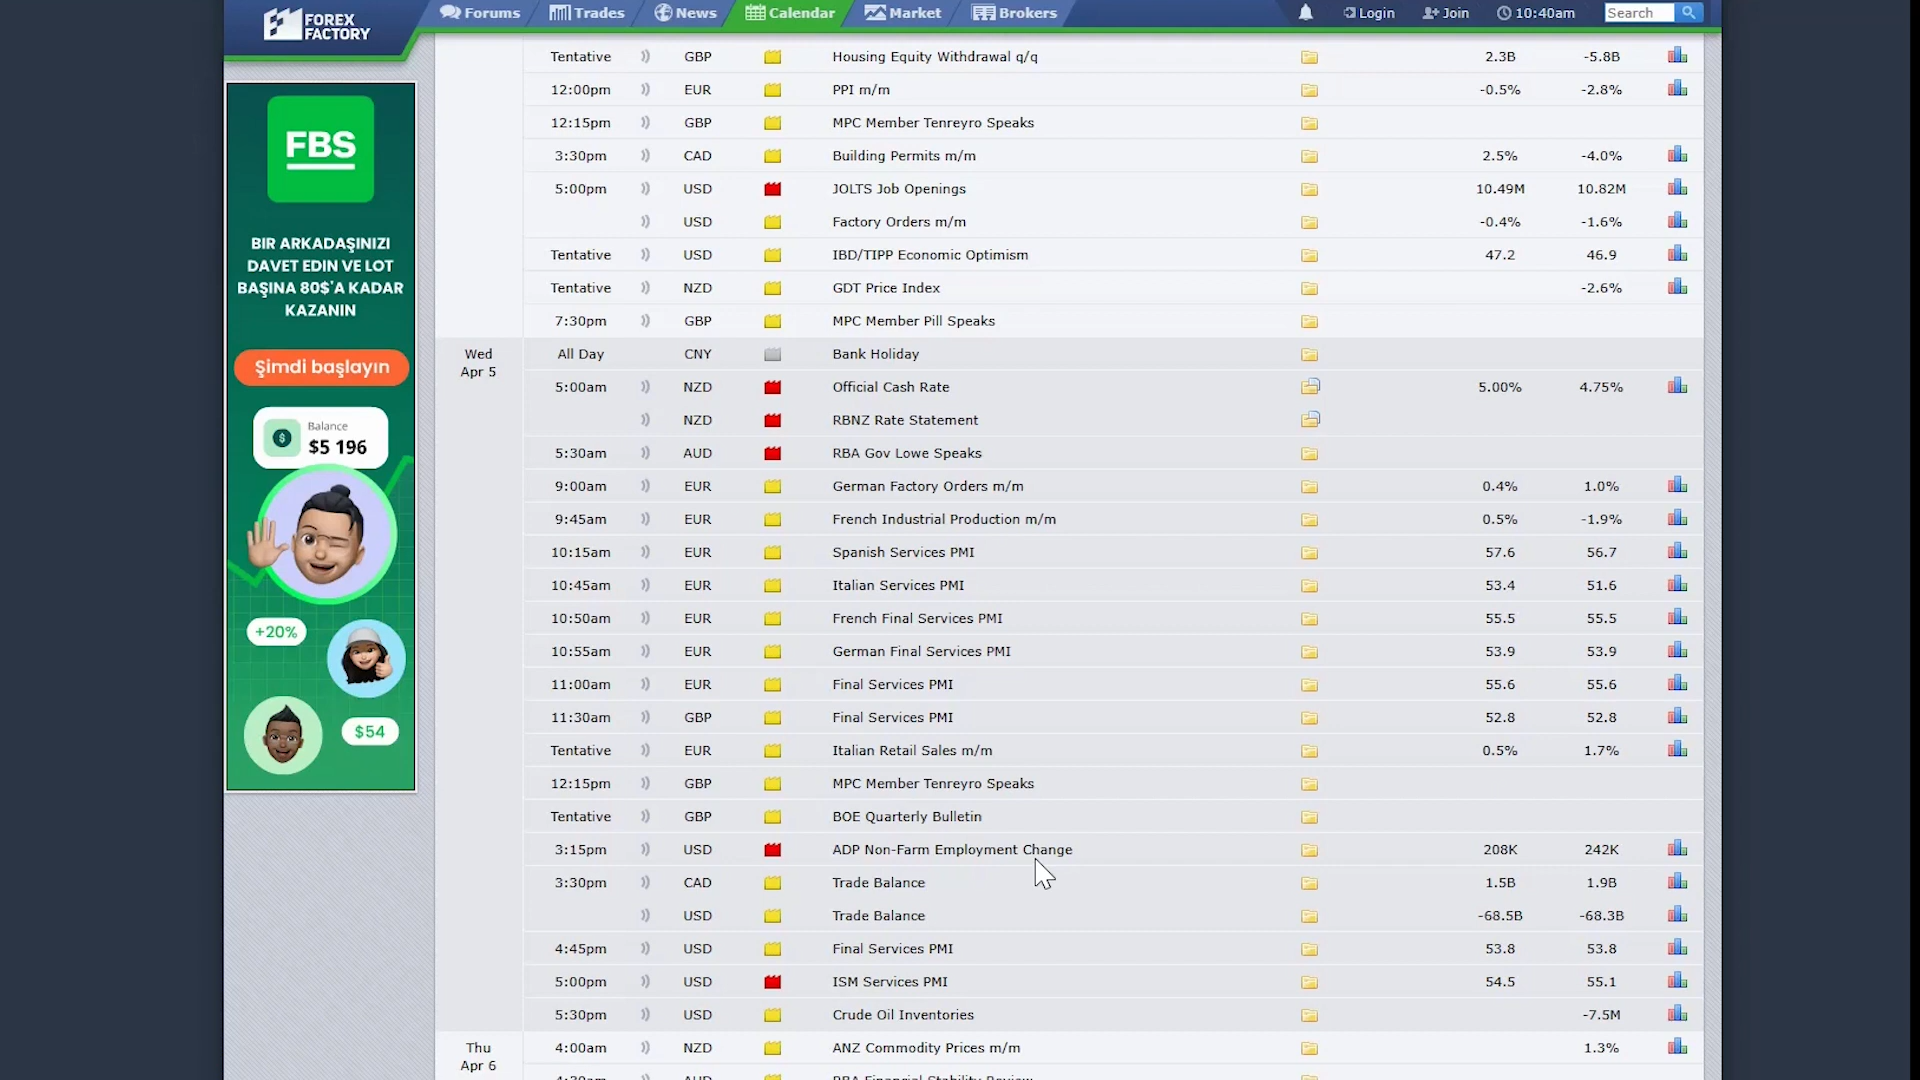 FOREX
FACTORY
Forums Trades News Calendar Market Brokers Login Join 10:40am Search
FBS
BIR ARKADAŞINIZI
DAVET EDIN VE LOT
BAŞINA 80$'A KADAR
KAZANIN
Şimdi başlayın
Balance
$5 196
+20%
$54
Tentative GBP Housing Equity Withdrawal q/q 2.3B -5.8B
12:00pm EUR PPI m/m -0.5% -2.8%
12:15pm GBP MPC Member Tenreyro Speaks
3:30pm CAD Building Permits m/m 2.5% -4.0%
5:00pm USD JOLTS Job Openings 10.49M 10.82M
USD Factory Orders m/m -0.4% -1.6%
Tentative USD IBD/TIPP Economic Optimism 47.2 46.9
Tentative NZD GDT Price Index -2.6%
7:30pm GBP MPC Member Pill Speaks
Wed
Apr 5
All Day CNY Bank Holiday
5:00am NZD Official Cash Rate 5.00% 4.75%
NZD RBNZ Rate Statement
5:30am AUD RBA Gov Lowe Speaks
9:00am EUR German Factory Orders m/m 0.4% 1.0%
9:45am EUR French Industrial Production m/m 0.5% -1.9%
10:15am EUR Spanish Services PMI 57.6 56.7
10:45am EUR Italian Services PMI 53.4 51.6
10:50am EUR French Final Services PMI 55.5 55.5
10:55am EUR German Final Services PMI 53.9 53.9
11:00am EUR Final Services PMI 55.6 55.6
11:30am GBP Final Services PMI 52.8 52.8
Tentative EUR Italian Retail Sales m/m 0.5% 1.7%
12:15pm GBP MPC Member Tenreyro Speaks
Tentative GBP BOE Quarterly Bulletin
3:15pm USD ADP Non-Farm Employment Change 208K 242K
3:30pm CAD Trade Balance 1.5B 1.9B
USD Trade Balance -68.5B -68.3B
4:45pm USD Final Services PMI 53.8 53.8
5:00pm USD ISM Services PMI 54.5 55.1
5:30pm USD Crude Oil Inventories -7.5M
Thu
Apr 6
4:00am NZD ANZ Commodity Prices m/m 1.3%
4:30am AUD RBA Financial Stability Review